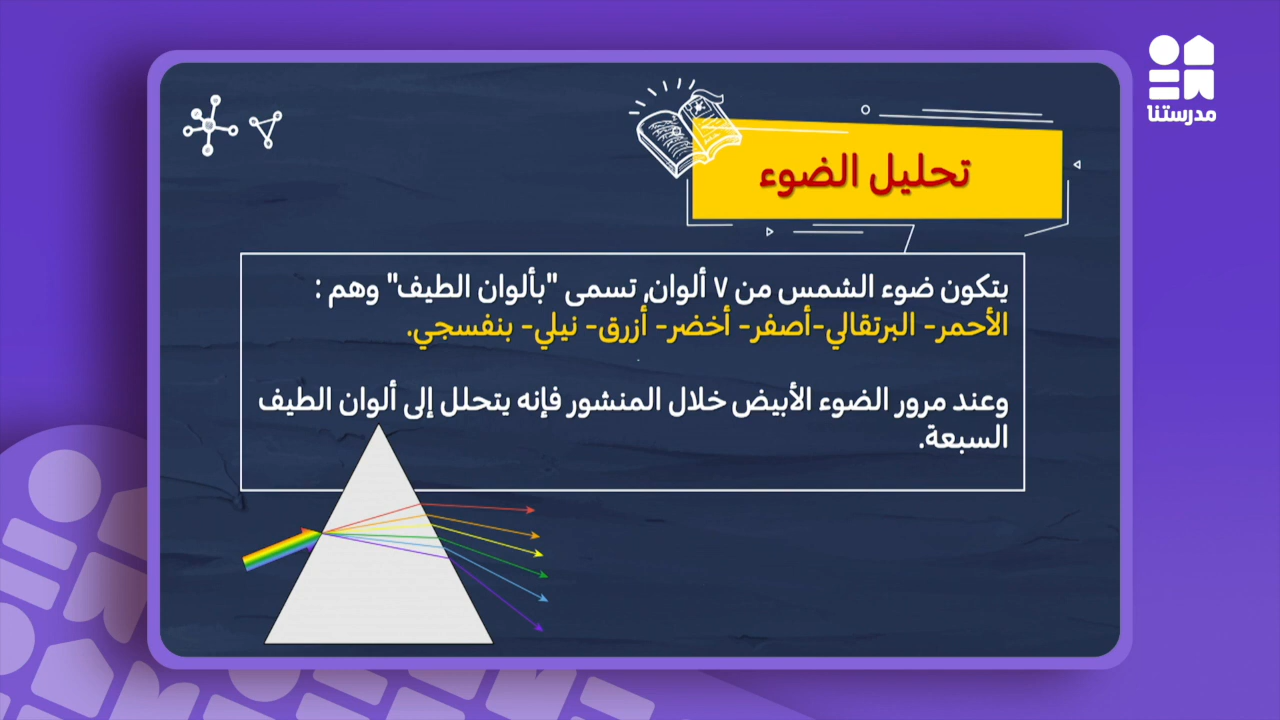 مدرستنا
تحليل الضوء
يتكون ضوء الشمس من ٧ ألوان، تسمى "بألوان الطيف" وهم :
الأحمر- البرتقالي-أصفر- أخضر- أزرق- نيلي- بنفسجي.
وعند مرور الضوء الأبيض خلال المنشور فإنه يتحلل إلى ألوان الطيف
السبعة.